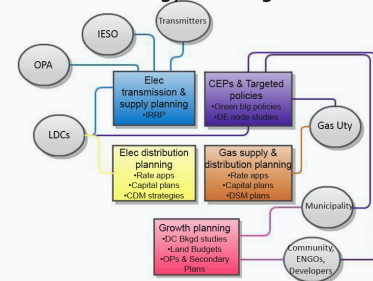 Transmitters
IESO
OPA
Elec
transmission &
supply planning
•IRRP
CEPs & Targeted
policies
•Green blg policies
•DE node studies
LDCs
Gas Uty
Elec distribution
planning
•Rate apps
•Capital plans
•CDM strategies
Gas supply &
distribution planning
•Rate apps
•Capital plans
•DSM plans
Municipality
Growth planning
•DC Bkgd studies
•Land Budgets
•OPs & Secondary
Plans
Community,
ENGOs,
Developers